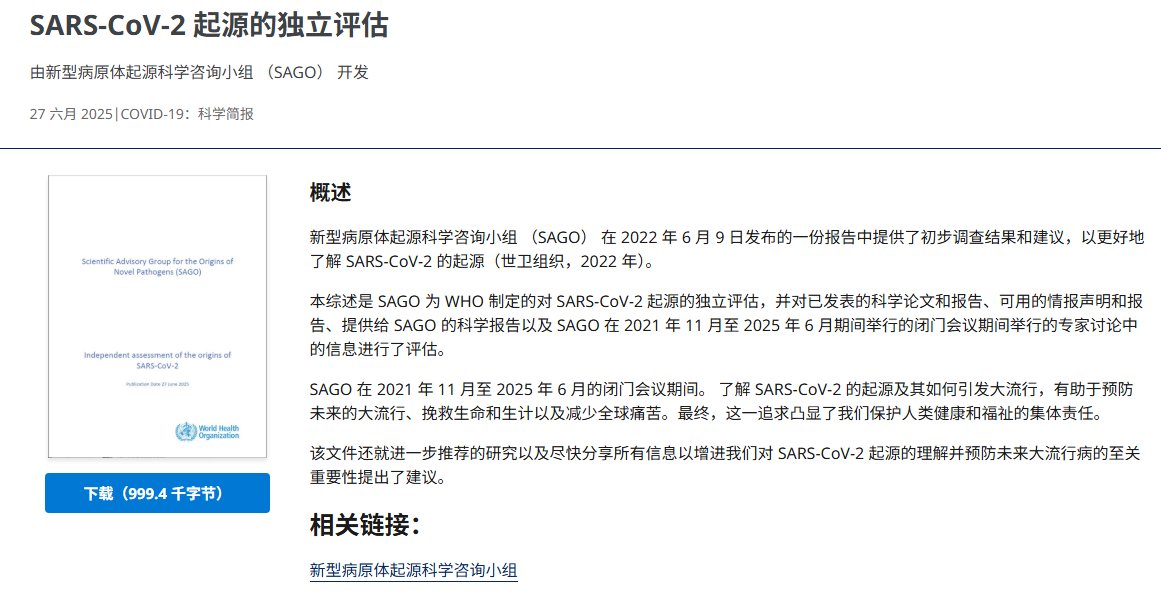 SARS-CoV-2 起源的独立评估
由新型病原体起源科学咨询小组 （SAGO） 开发
27 六月 2025|COVID-19：科学简报
Scientific Advisory Group for the Origins of
Novel Pathogens (SAGO)
Independent assessment of the origins of
SARS-CoV-2
Publication Date 27 June 2025
World Health
Organization
下载（999.4 千字节）
概述
新型病原体起源科学咨询小组 （SAGO） 在 2022 年 6 月 9 日发布的一份报告中提供了初步调查结果和建议，以更好地
了解 SARS-CoV-2 的起源（世卫组织，2022 年）。
本综述是 SAGO 为 WHO 制定的对 SARS-CoV-2 起源的独立评估，并对已发表的科学论文和报告、可用的情报声明和报
告、提供给 SAGO 的科学报告以及 SAGO 在 2021 年 11 月至 2025 年 6 月期间举行的闭门会议期间举行的专家讨论中
的信息进行了评估。
SAGO 在 2021 年 11 月至 2025 年 6 月的闭门会议期间。 了解 SARS-CoV-2 的起源及其如何引发大流行，有助于预防
未来的大流行、挽救生命和生计以及减少全球痛苦。最终，这一追求凸显了我们保护人类健康和福祉的集体责任。
该文件还就进一步推荐的研究以及尽快分享所有信息以增进我们对 SARS-CoV-2 起源的理解并预防未来大流行病的至关
重要性提出了建议。
相关链接：
新型病原体起源科学咨询小组